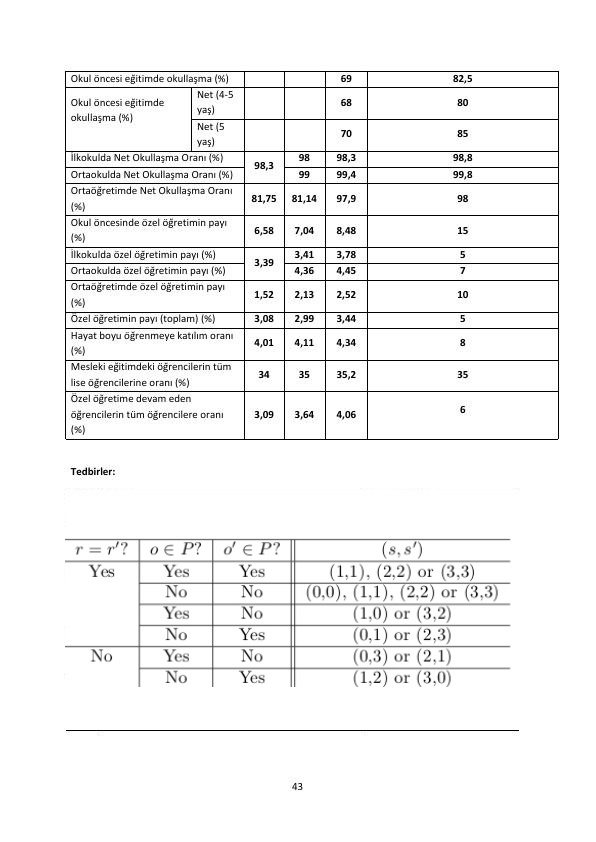 Okul öncesi eğitimde okullaşma (%) 69 82,5
Okul öncesi eğitimde okullaşma (%) Net (4-5 yaş) 68 80
Net (5 yaş) 70 85
İlkokulda Net Okullaşma Oranı (%) 98,3 98 98,3 98,8
Ortaokulda Net Okullaşma Oranı (%) 99 99,4 99,8
Ortaöğretimde Net Okullaşma Oranı (%) 81,75 81,14 97,9 98
Okul öncesinde özel öğretimin payı (%) 6,58 7,04 8,48 15
İlkokulda özel öğretimin payı (%) 3,39 3,41 3,78 5
Ortaokulda özel öğretimin payı (%) 4,36 4,45 7
Ortaöğretimde özel öğretimin payı (%) 1,52 2,13 2,52 10
Özel öğretimin payı (toplam) (%) 3,08 2,99 3,44 5
Hayat boyu öğrenmeye katılım oranı (%) 4,01 4,11 4,34 8
Mesleki eğitimdeki öğrencilerin tüm lise öğrencilerine oranı (%) 34 35 35,2 35
Özel öğretime devam eden öğrencilerin tüm öğrencilere oranı (%) 3,09 3,64 4,06 6
Tedbirler:
r = r′? o ∈ P? o′ ∈ P? (s, s′)
Yes Yes Yes (1,1), (2,2) or (3,3)
No No (0,0), (1,1), (2,2) or (3,3)
Yes No (1,0) or (3,2)
No Yes (0,1) or (2,3)
No Yes No (0,3) or (2,1)
No Yes (1,2) or (3,0)
43